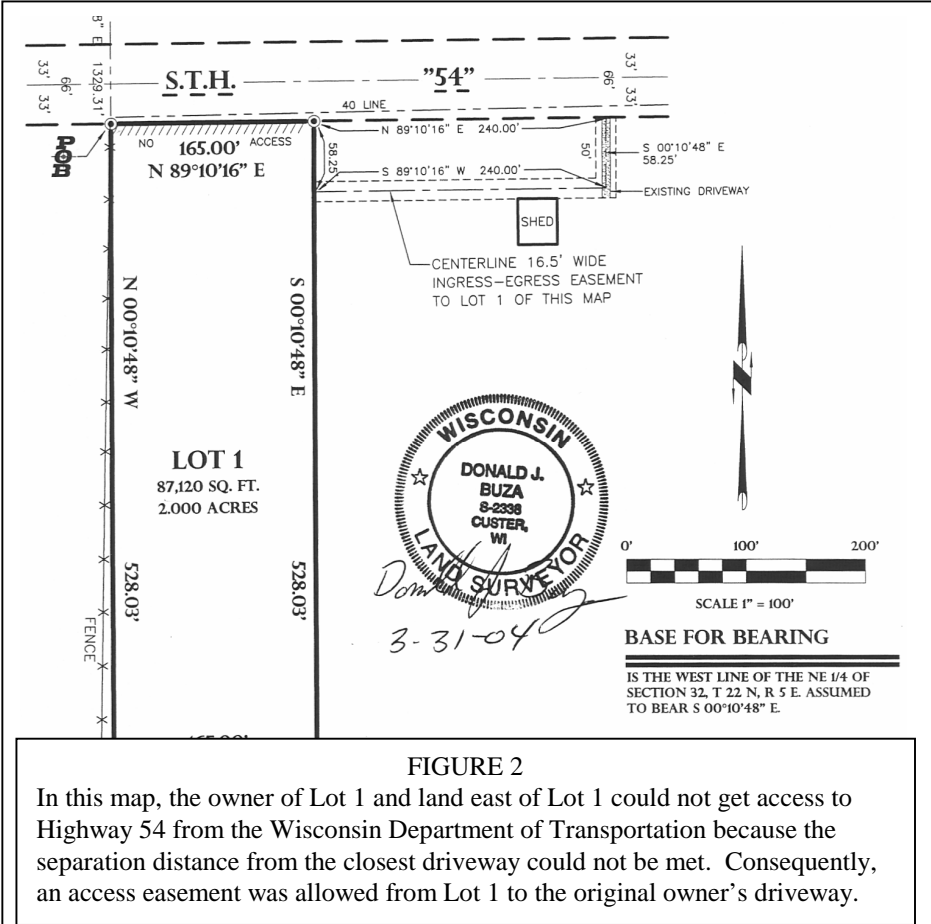 8" E
1329.31'
33'
66'
33'
S.T.H.
"54"
66'
33'
33'
40 LINE
POB
NO ACCESS
165.00'
N 89°10'16" E
58.25'
N 89°10'16" E 240.00'
S 89°10'16" W 240.00'
50'
S 00°10'48" E
58.25'
EXISTING DRIVEWAY
SHED
CENTERLINE 16.5' WIDE
INGRESS-EGRESS EASEMENT
TO LOT 1 OF THIS MAP
N 00°10'48" W
S 00°10'48" E
LOT 1
87,120 SQ. FT.
2.000 ACRES
528.03'
528.03'
FENCE
WISCONSIN
DONALD J.
BUZA
S-2338
CUSTER,
WI
LAND SURVEYOR
3-31-04
N
0' 100' 200'
SCALE 1" = 100'
BASE FOR BEARING
IS THE WEST LINE OF THE NE 1/4 OF
SECTION 32, T 22 N, R 5 E. ASSUMED
TO BEAR S 00°10'48" E.
165.00'
FIGURE 2
In this map, the owner of Lot 1 and land east of Lot 1 could not get access to
Highway 54 from the Wisconsin Department of Transportation because the
separation distance from the closest driveway could not be met. Consequently,
an access easement was allowed from Lot 1 to the original owner's driveway.